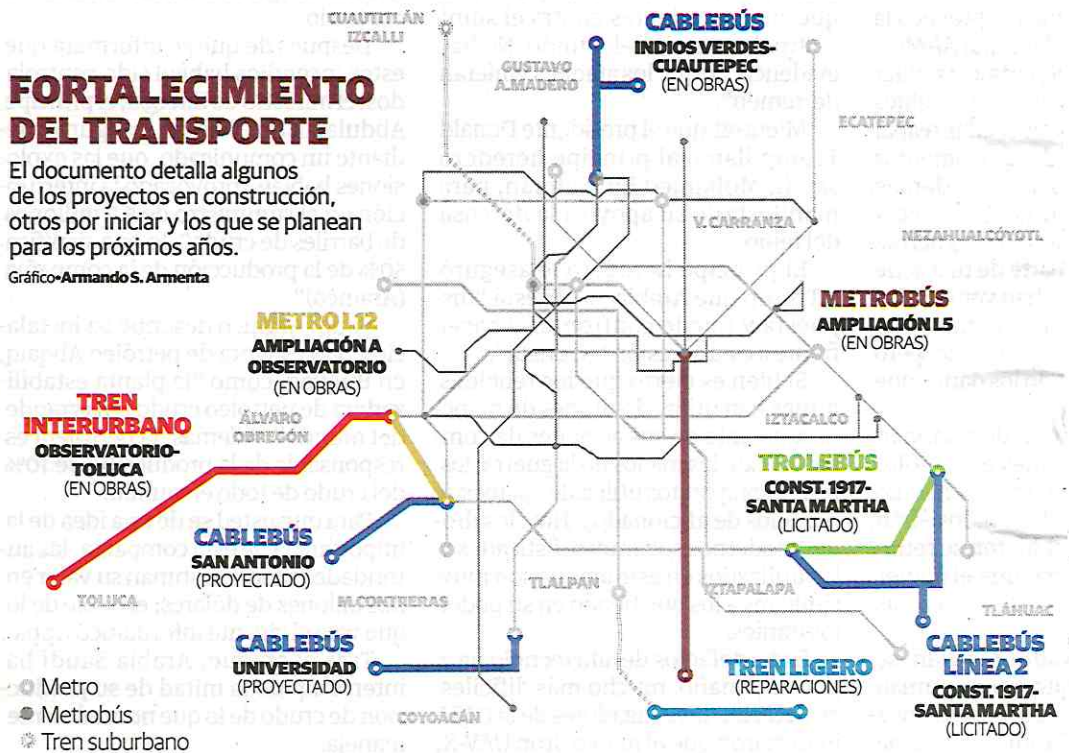 FORTALECIMIENTO
DEL TRANSPORTE
El documento detalla algunos
de los proyectos en construcción,
otros por iniciar y los que se planean
para los próximos años.
Gráfico•Armando S. Armenta
CUAUTITLÁN
IZCALLI
GUSTAVO
A.MADERO
CABLEBÚS
INDIOS VERDES-
CUAUTEPEC
(EN OBRAS)
ECATEPEC
V. CARRANZA
NEZAHUALCÓYOTL
METRO L12
AMPLIACIÓN A
OBSERVATORIO
(EN OBRAS)
METROBÚS
AMPLIACIÓN L5
(EN OBRAS)
TREN
INTERURBANO
OBSERVATORIO-
TOLUCA
(EN OBRAS)
ÁLVARO
OBREGÓN
IZTACALCO
TROLEBÚS
CONST. 1917-
SANTA MARTHA
(LICITADO)
CABLEBÚS
SAN ANTONIO
(PROYECTADO)
TOLUCA
M.CONTRERAS
TLALPAN
IZTAPALAPA
TLÁHUAC
CABLEBÚS
UNIVERSIDAD
(PROYECTADO)
TREN LIGERO
(REPARACIONES)
CABLEBÚS
LÍNEA 2
CONST. 1917-
SANTA MARTHA
(LICITADO)
COYOACÁN
Metro
Metrobús
Tren suburbano